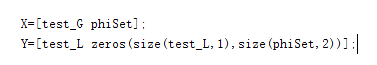 X=[test_G phiSet];
Y=[test_L zeros(size(test_L,1),size(phiSet,2))];